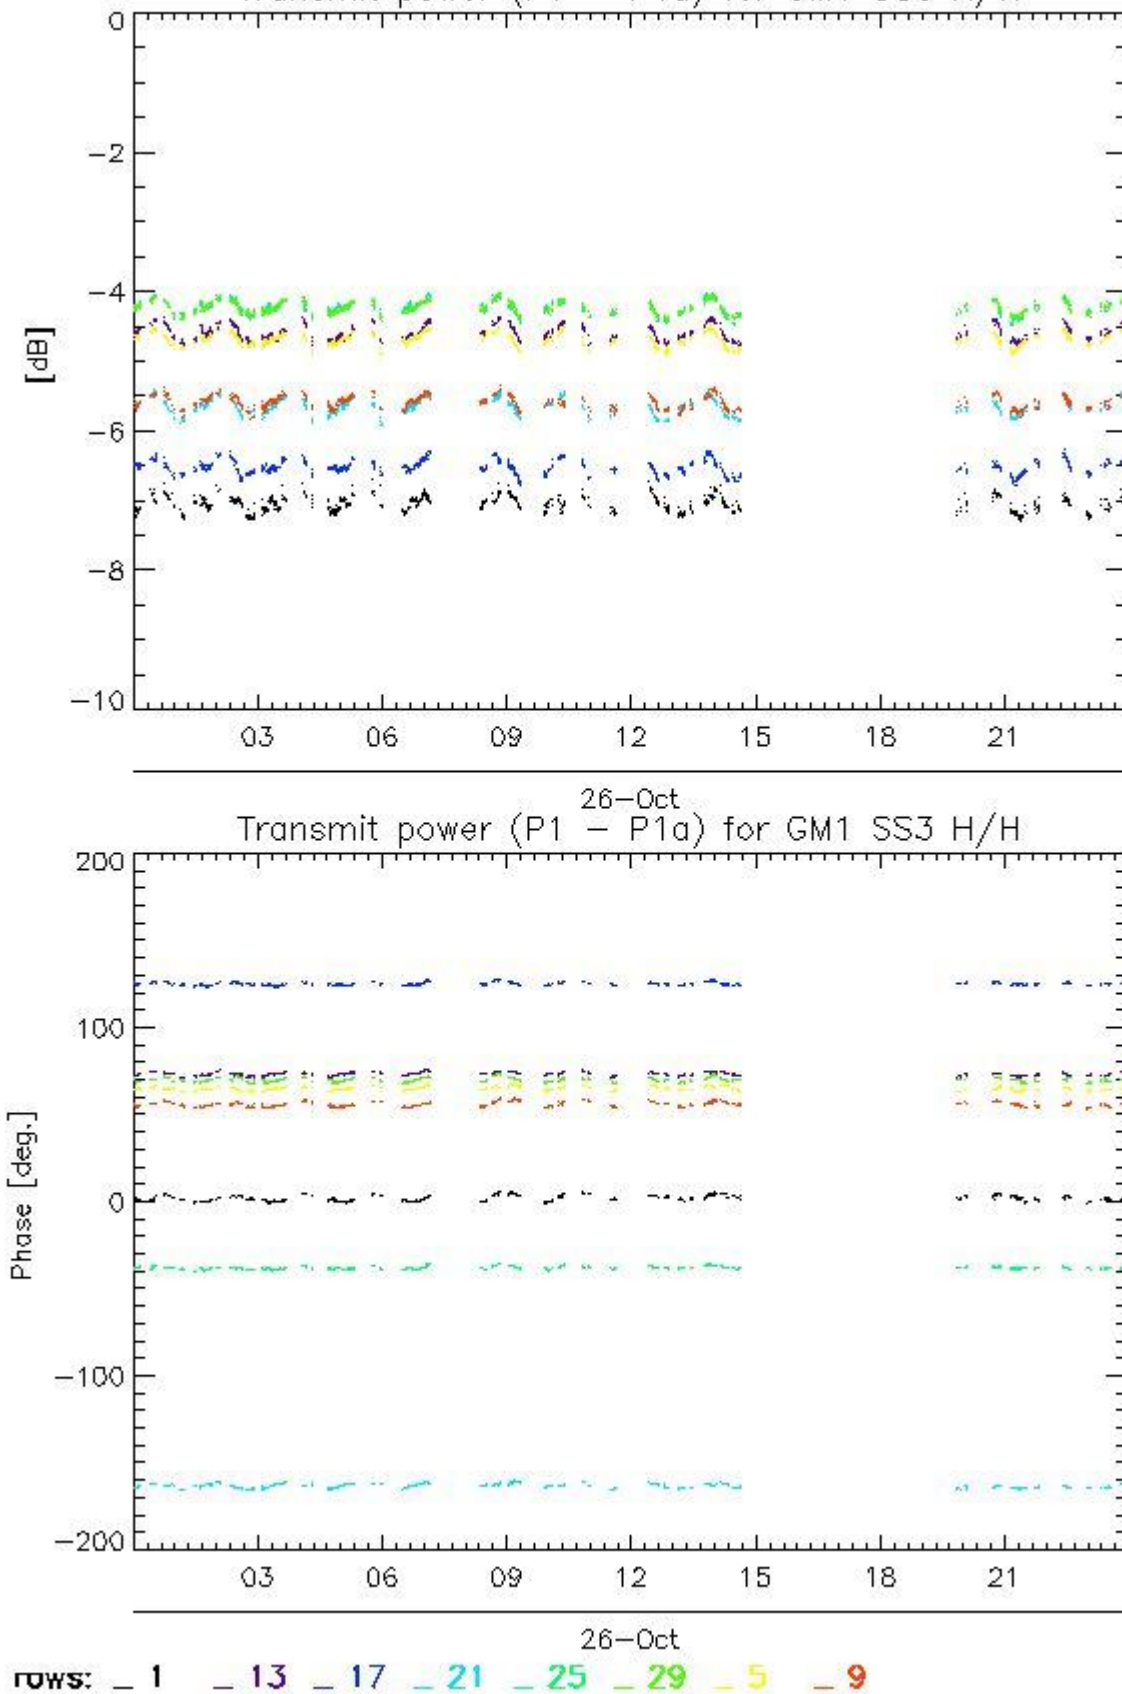 0
-2
-4
[dB]
-6
-8
-10
03 06 09 12 15 18 21
26-Oct
Transmit power (P1 - P1a) for GM1 SS3 H/H
200
100
Phase [deg.]
0
-100
-200
03 06 09 12 15 18 21
26-Oct
rows: _ 1 _ 13 _ 17 _ 21 _ 25 _ 29 _ 5 _ 9